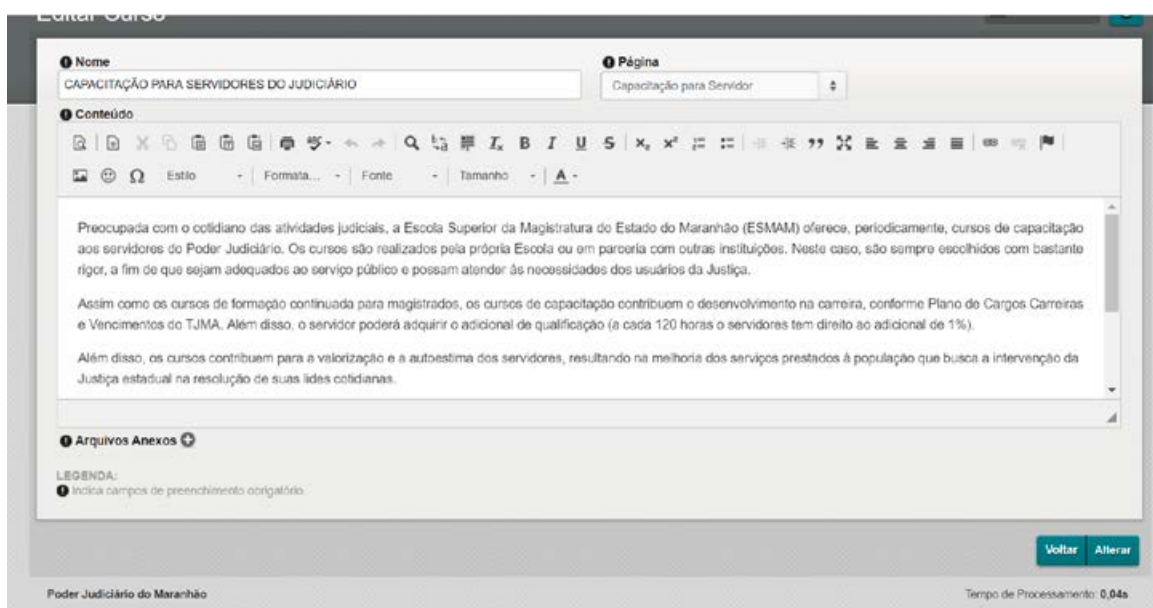 Editar Curso
Nome
Página
CAPACITAÇÃO PARA SERVIDORES DO JUDICIÁRIO
Capacitação para Servidor
Conteúdo
Estilo Formata... Fonte Tamanho A
Preocupada com o cotidiano das atividades judiciais, a Escola Superior da Magistratura do Estado do Maranhão (ESMAM) oferece, periodicamente, cursos de capacitação
aos servidores do Poder Judiciário. Os cursos são realizados pela própria Escola ou em parceria com outras instituições. Neste caso, são sempre escolhidos com bastante
rigor, a fim de que sejam adequados ao serviço público e possam atender às necessidades dos usuários da Justiça.
Assim como os cursos de formação continuada para magistrados, os cursos de capacitação contribuem o desenvolvimento na carreira, conforme Plano de Cargos Carreiras
e Vencimentos do TJMA. Além disso, o servidor poderá adquirir o adicional de qualificação (a cada 120 horas o servidores tem direito ao adicional de 1%).
Além disso, os cursos contribuem para a valorização e a autoestima dos servidores, resultando na melhoria dos serviços prestados à população que busca a intervenção da
Justiça estadual na resolução de suas lides cotidianas.
Arquivos Anexos
LEGENDA:
Indica campos de preenchimento obrigatório.
Voltar Alterar
Poder Judiciário do Maranhão
Tempo de Processamento: 0,04s